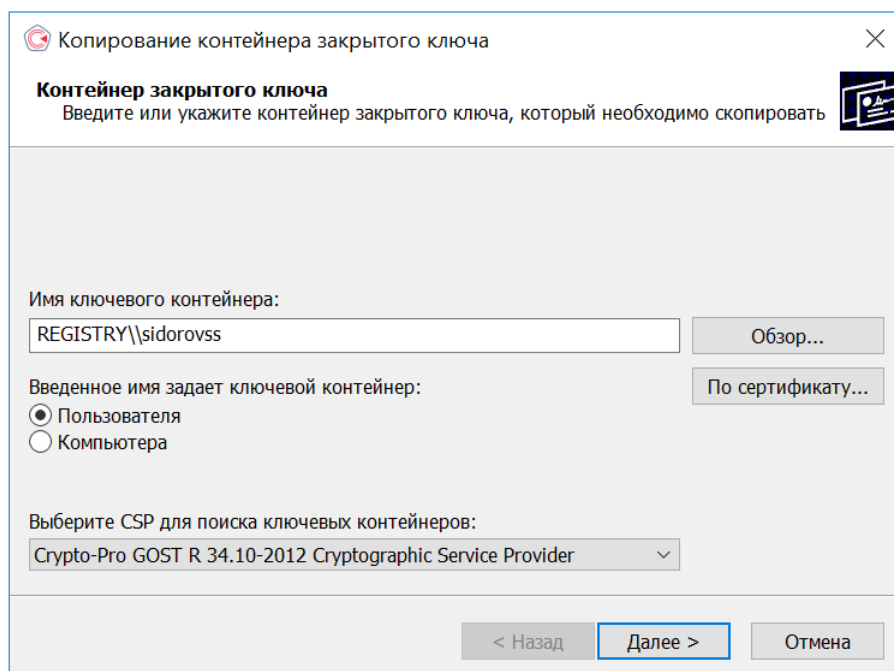 Копирование контейнера закрытого ключа
Контейнер закрытого ключа
Введите или укажите контейнер закрытого ключа, который необходимо скопировать
Имя ключевого контейнера:
REGISTRY\\sidorovss
Обзор...
Введенное имя задает ключевой контейнер:
По сертификату...
Пользователя
Компьютера
Выберите CSP для поиска ключевых контейнеров:
Crypto-Pro GOST R 34.10-2012 Cryptographic Service Provider
< Назад
Далее >
Отмена